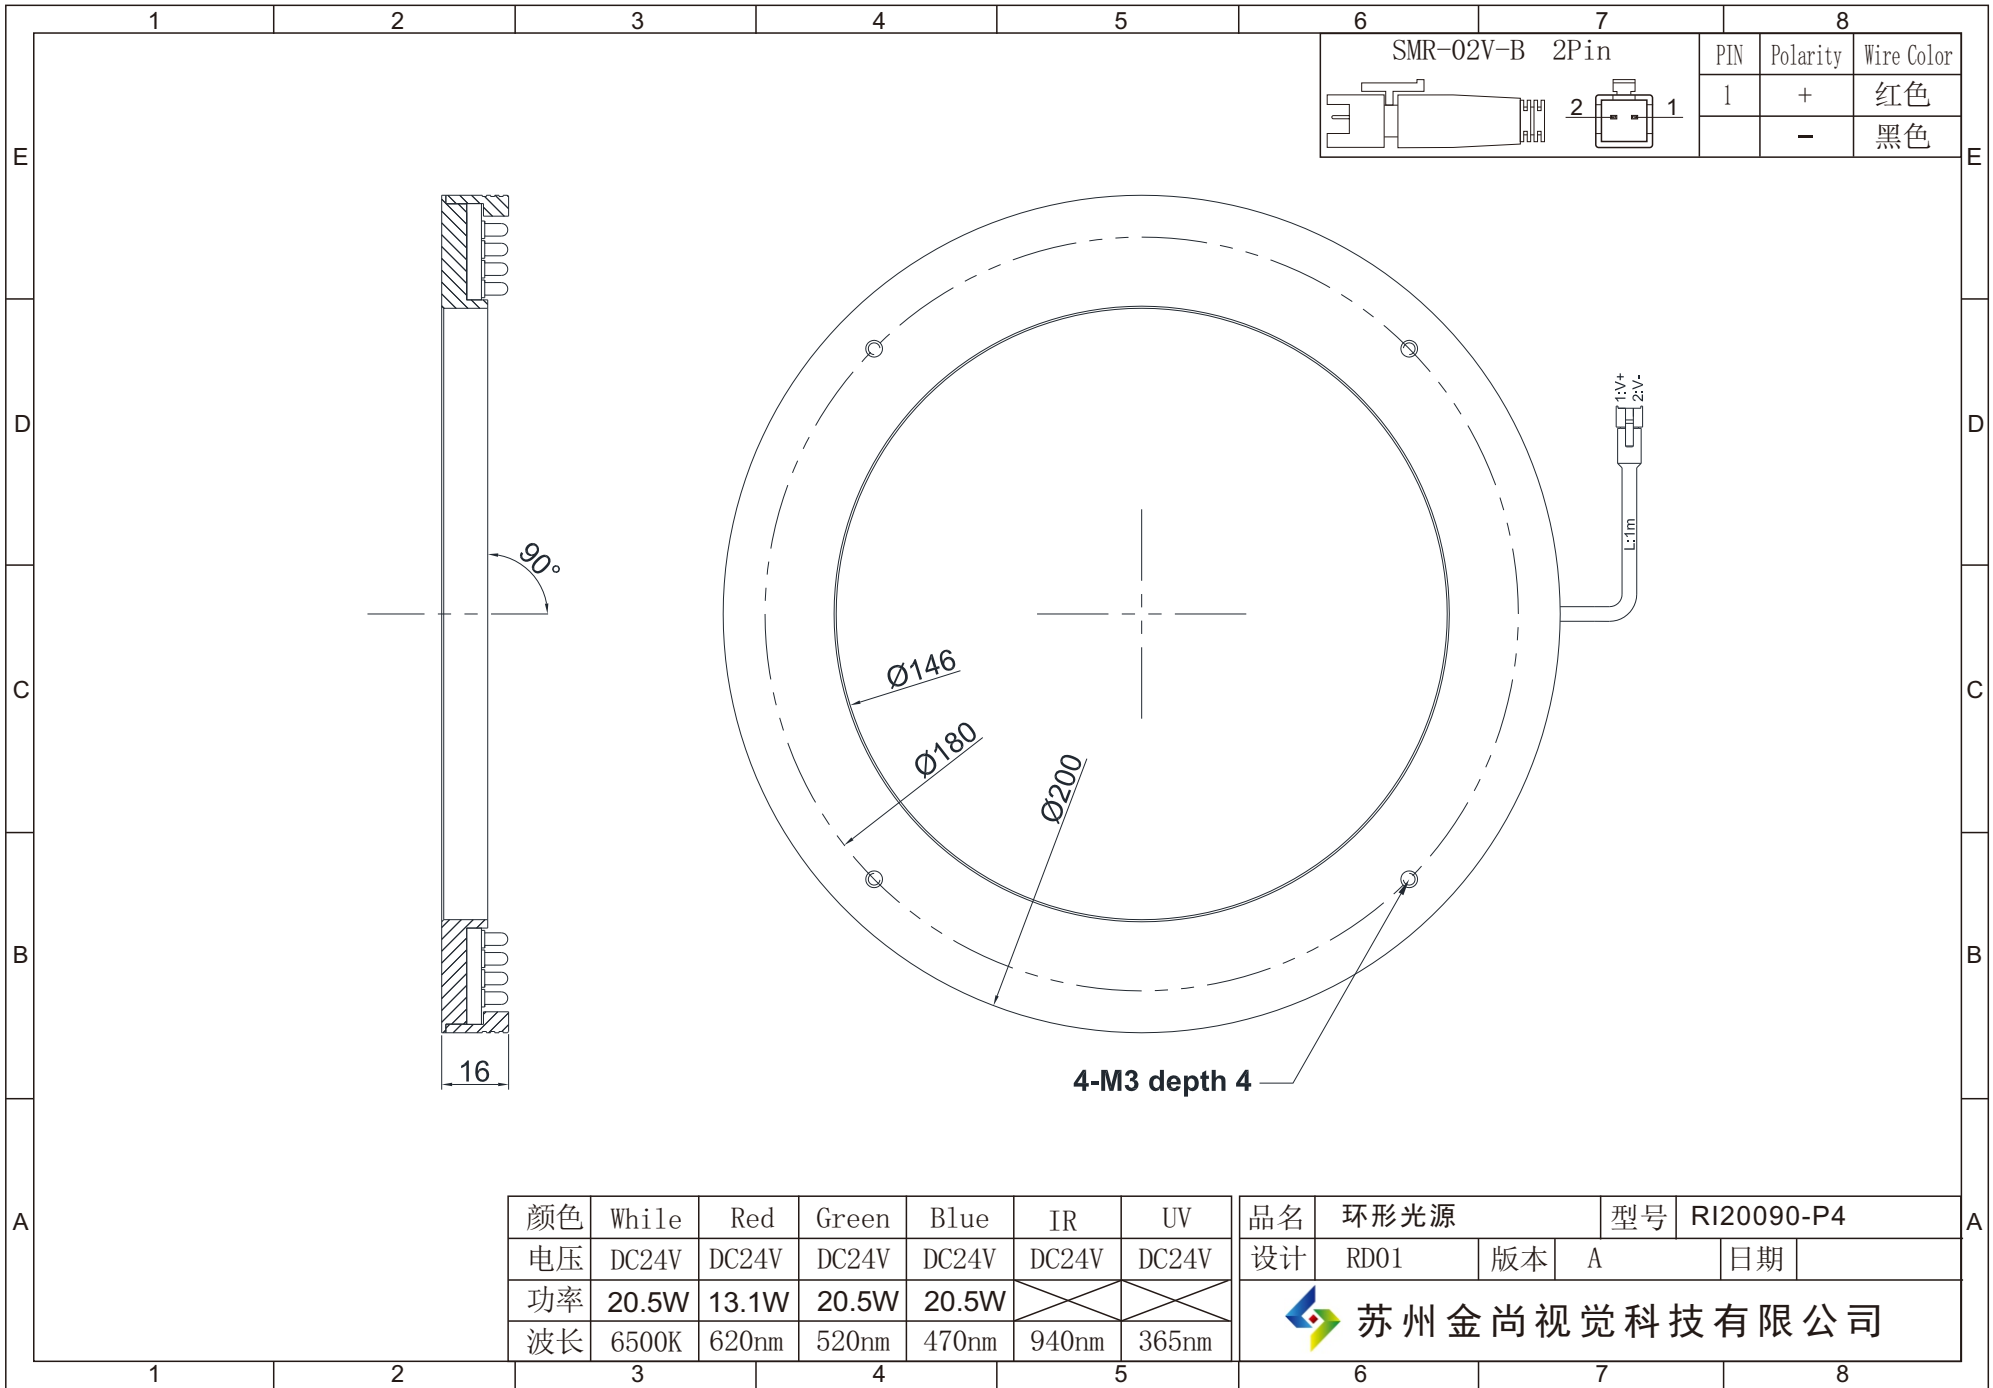 1 2 3 4 5 6 7 8
SMR-02V-B 2Pin
PIN Polarity Wire Color
1 + 红色
− 黑色
2 1
E E
D D
C C
B B
A A
1:V+
2:V-
L:1m
90°
Ø146
Ø180
Ø200
16
4-M3 depth 4
颜色 While Red Green Blue IR UV
电压 DC24V DC24V DC24V DC24V DC24V DC24V
功率 20.5W 13.1W 20.5W 20.5W
波长 6500K 620nm 520nm 470nm 940nm 365nm
品名 环形光源 型号 RI20090-P4
设计 RD01 版本 A 日期
苏州金尚视觉科技有限公司
1 2 3 4 5 6 7 8